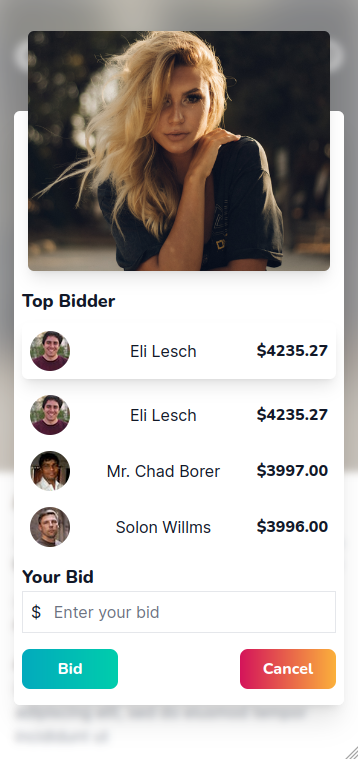 Top Bidder
Eli Lesch $4235.27
Eli Lesch $4235.27
Mr. Chad Borer $3997.00
Solon Willms $3996.00
Your Bid
$ Enter your bid
Bid Cancel